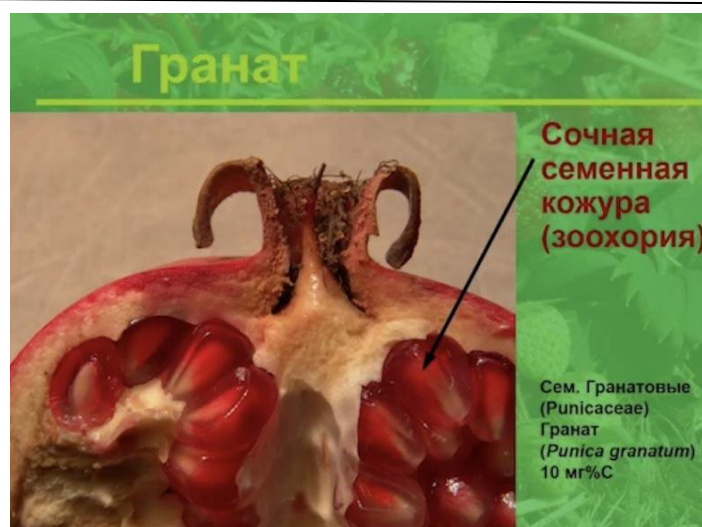 Гранат
Сочная
семенная
кожура
(зоохория)
Сем. Гранатовые
(Punicaceae)
Гранат
(Punica granatum)
10 мг%С